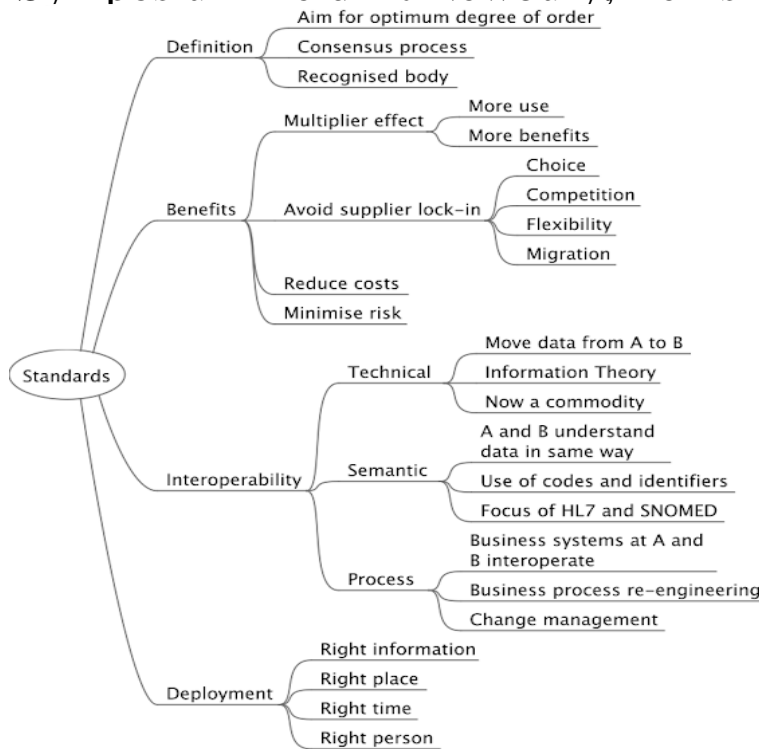 Aim for optimum degree of order
Definition
Consensus process
Recognised body
More use
Multiplier effect
More benefits
Choice
Competition
Benefits
Avoid supplier lock-in
Flexibility
Migration
Reduce costs
Minimise risk
Standards
Move data from A to B
Technical
Information Theory
Now a commodity
A and B understand
data in same way
Interoperability
Semantic
Use of codes and identifiers
Focus of HL7 and SNOMED
Business systems at A and
B interoperate
Process
Business process re-engineering
Change management
Right information
Right place
Deployment
Right time
Right person